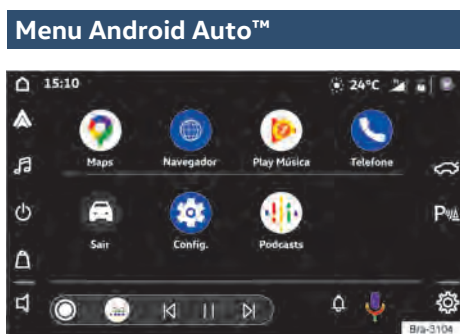 Menu Android Auto™
15:10
24°C
Maps
Navegador
Play Música
Telefone
P
Sair
Config.
Podcasts
B/a-3104